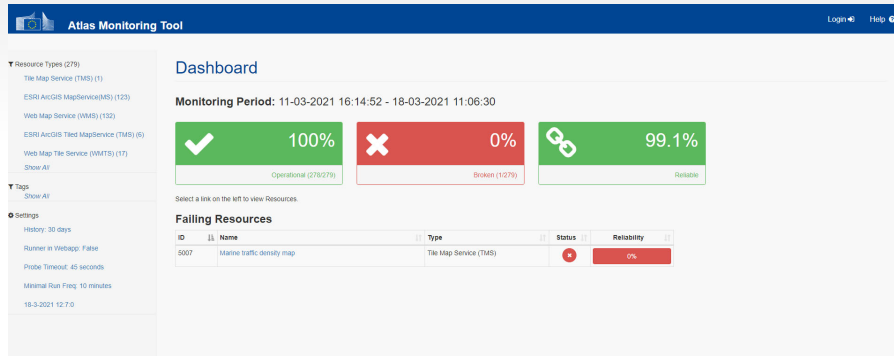 Atlas Monitoring Tool
Login
Help
Resource Types (279)
Tile Map Service (TMS) (1)
ESRI ArcGIS MapService(MS) (123)
Web Map Service (WMS) (132)
ESRI ArcGIS Tiled MapService (TMS) (6)
Web Map Tile Service (WMTS) (17)
Show All
Tags
Show All
Settings
History: 30 days
Runner in Webapp: False
Probe Timeout: 45 seconds
Minimal Run Freq: 10 minutes
18-3-2021 12:7:0
Dashboard
Monitoring Period: 11-03-2021 16:14:52 - 18-03-2021 11:06:30
100%
Operational (278/279)
0%
Broken (1/279)
99.1%
Reliable
Select a link on the left to view Resources.
Failing Resources
ID Name Type Status Reliability
5007 Marine traffic density map Tile Map Service (TMS) 0%